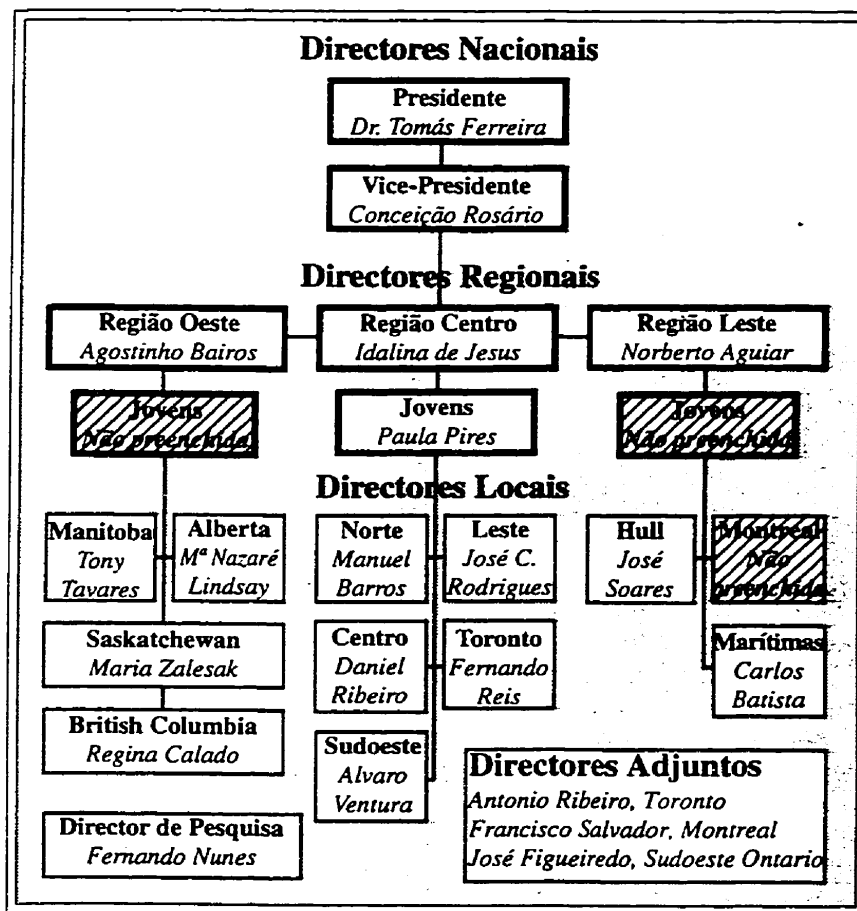 Directores Nacionais
Presidente
Dr. Tomás Ferreira
Vice-Presidente
Conceição Rosário
Directores Regionais
Região Oeste
Agostinho Bairos
Região Centro
Idalina de Jesus
Região Leste
Norberto Aguiar
Jovens
Não preenchida
Jovens
Paula Pires
Jovens
Não preenchida
Directores Locais
Manitoba
Tony
Tavares
Alberta
Mª Nazaré
Lindsay
Norte
Manuel
Barros
Leste
José C.
Rodrigues
Hull
José
Soares
Montreal
Não
preenchida
Saskatchewan
Maria Zalesak
Centro
Daniel
Ribeiro
Toronto
Fernando
Reis
Marítimas
Carlos
Batista
British Columbia
Regina Calado
Sudoeste
Alvaro
Ventura
Director de Pesquisa
Fernando Nunes
Directores Adjuntos
Antonio Ribeiro, Toronto
Francisco Salvador, Montreal
José Figueiredo, Sudoeste Ontario